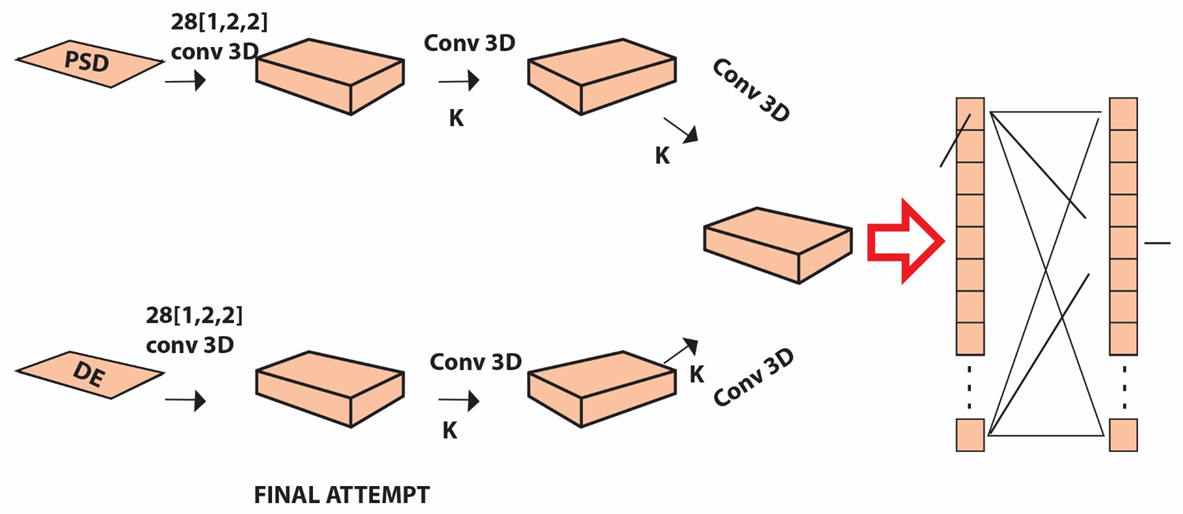 PSD
28[1,2,2]
conv 3D
Conv 3D
K
Conv 3D
K
DE
28[1,2,2]
conv 3D
Conv 3D
K
K
Conv 3D
FINAL ATTEMPT